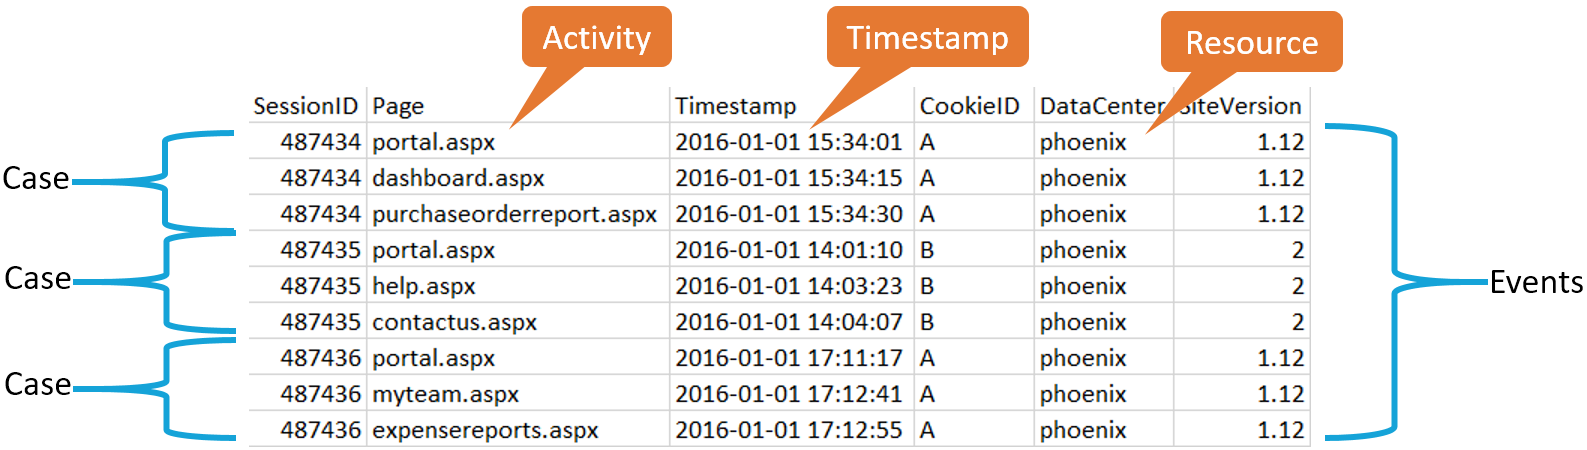 Activity Timestamp Resource
SessionID Page Timestamp CookieID DataCenter SiteVersion
487434 portal.aspx 2016-01-01 15:34:01 A phoenix 1.12
487434 dashboard.aspx 2016-01-01 15:34:15 A phoenix 1.12
487434 purchaseorderreport.aspx 2016-01-01 15:34:30 A phoenix 1.12
487435 portal.aspx 2016-01-01 14:01:10 B phoenix 2
487435 help.aspx 2016-01-01 14:03:23 B phoenix 2
487435 contactus.aspx 2016-01-01 14:04:07 B phoenix 2
487436 portal.aspx 2016-01-01 17:11:17 A phoenix 1.12
487436 myteam.aspx 2016-01-01 17:12:41 A phoenix 1.12
487436 expensereports.aspx 2016-01-01 17:12:55 A phoenix 1.12
Case
Case
Case
Events